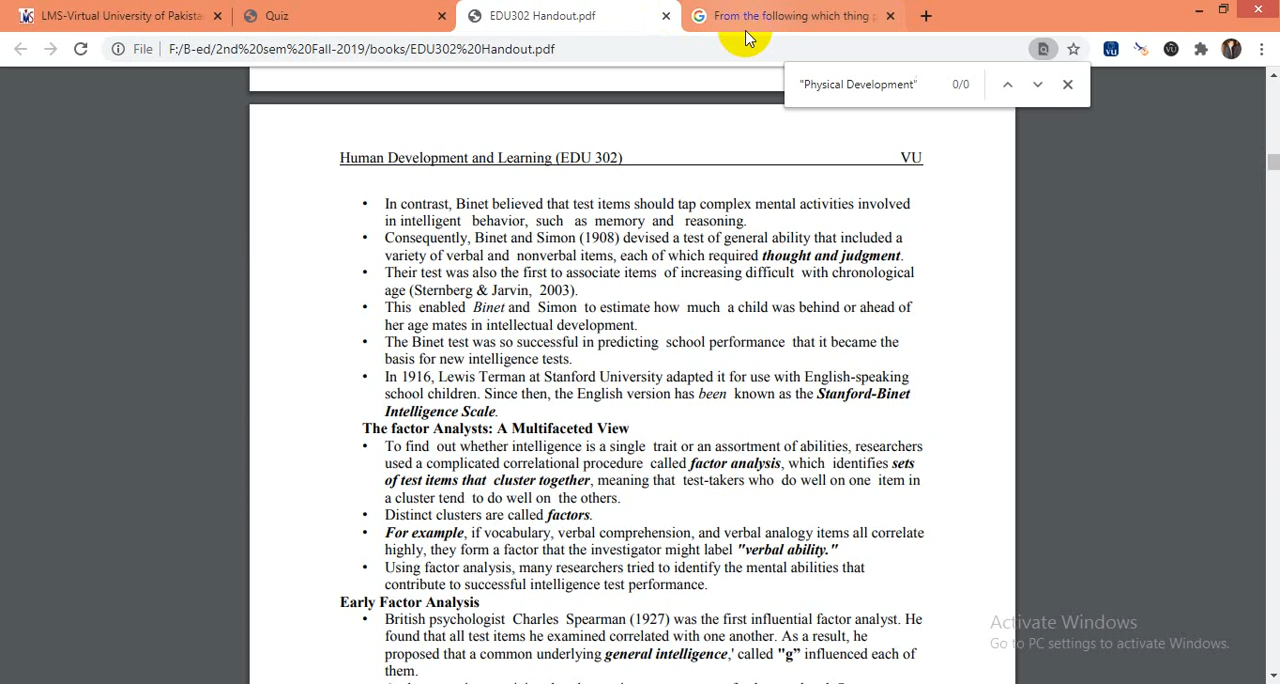 LMS-Virtual University of Pakista
Quiz
EDU302 Handout.pdf
From the following which thing
File
F:/B-ed/2nd%20sem%20Fall-2019/books/EDU302%20Handout.pdf
"Physical Development" 0/0
Human Development and Learning (EDU 302) VU
• In contrast, Binet believed that test items should tap complex mental activities involved
in intelligent behavior, such as memory and reasoning.
• Consequently, Binet and Simon (1908) devised a test of general ability that included a
variety of verbal and nonverbal items, each of which required thought and judgment.
• Their test was also the first to associate items of increasing difficult with chronological
age (Sternberg & Jarvin, 2003).
• This enabled Binet and Simon to estimate how much a child was behind or ahead of
her age mates in intellectual development.
• The Binet test was so successful in predicting school performance that it became the
basis for new intelligence tests.
• In 1916, Lewis Terman at Stanford University adapted it for use with English-speaking
school children. Since then, the English version has been known as the Stanford-Binet
Intelligence Scale.
The factor Analysts: A Multifaceted View
• To find out whether intelligence is a single trait or an assortment of abilities, researchers
used a complicated correlational procedure called factor analysis, which identifies sets
of test items that cluster together, meaning that test-takers who do well on one item in
a cluster tend to do well on the others.
• Distinct clusters are called factors.
• For example, if vocabulary, verbal comprehension, and verbal analogy items all correlate
highly, they form a factor that the investigator might label "verbal ability."
• Using factor analysis, many researchers tried to identify the mental abilities that
contribute to successful intelligence test performance.
Early Factor Analysis
• British psychologist Charles Spearman (1927) was the first influential factor analyst. He
found that all test items he examined correlated with one another. As a result, he
proposed that a common underlying general intelligence,' called "g" influenced each of
them.
Activate Windows
Go to PC settings to activate Windows.